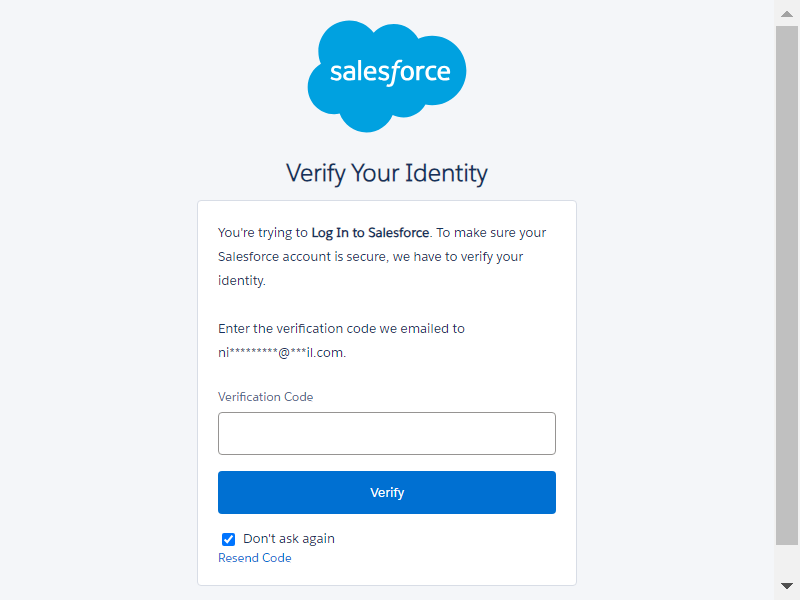 salesforce
Verify Your Identity
You're trying to Log In to Salesforce. To make sure your
Salesforce account is secure, we have to verify your
identity.
Enter the verification code we emailed to
ni*********@***il.com.
Verification Code
Verify
Don't ask again
Resend Code